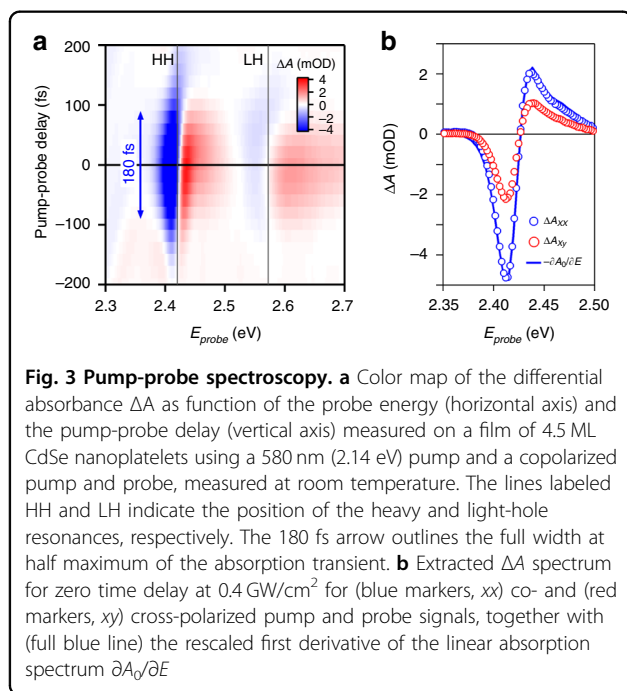 a
b
HH
LH
ΔA (mOD)
4
2
0
−2
−4
200
100
0
−100
−200
Pump-probe delay (fs)
180 fs
2.3 2.4 2.5 2.6 2.7
E_probe (eV)
2
0
−2
−4
ΔA (mOD)
ΔA_Xx
ΔA_Xy
−∂A_0/∂E
2.35 2.40 2.45 2.50
E_probe (eV)
Fig. 3 Pump-probe spectroscopy. a Color map of the differential
absorbance ΔA as function of the probe energy (horizontal axis) and
the pump-probe delay (vertical axis) measured on a film of 4.5 ML
CdSe nanoplatelets using a 580 nm (2.14 eV) pump and a copolarized
pump and probe, measured at room temperature. The lines labeled
HH and LH indicate the position of the heavy and light-hole
resonances, respectively. The 180 fs arrow outlines the full width at
half maximum of the absorption transient. b Extracted ΔA spectrum
for zero time delay at 0.4 GW/cm² for (blue markers, xx) co- and (red
markers, xy) cross-polarized pump and probe signals, together with
(full blue line) the rescaled first derivative of the linear absorption
spectrum ∂A_0/∂E